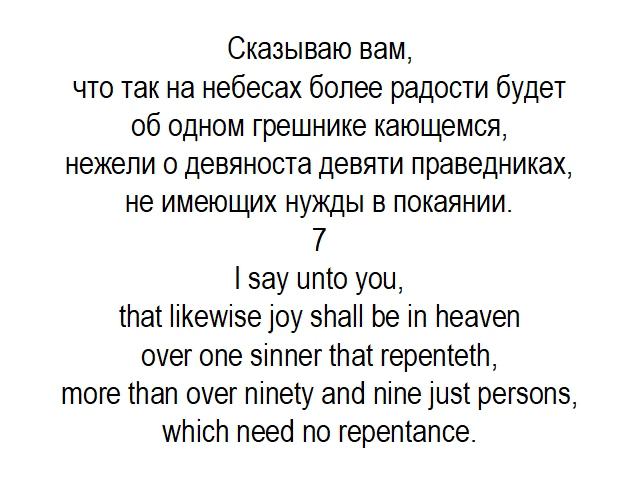 Сказываю вам,
что так на небесах более радости будет
об одном грешнике кающемся,
нежели о девяноста девяти праведниках,
не имеющих нужды в покаянии.
7
I say unto you,
that likewise joy shall be in heaven
over one sinner that repenteth,
more than over ninety and nine just persons,
which need no repentance.